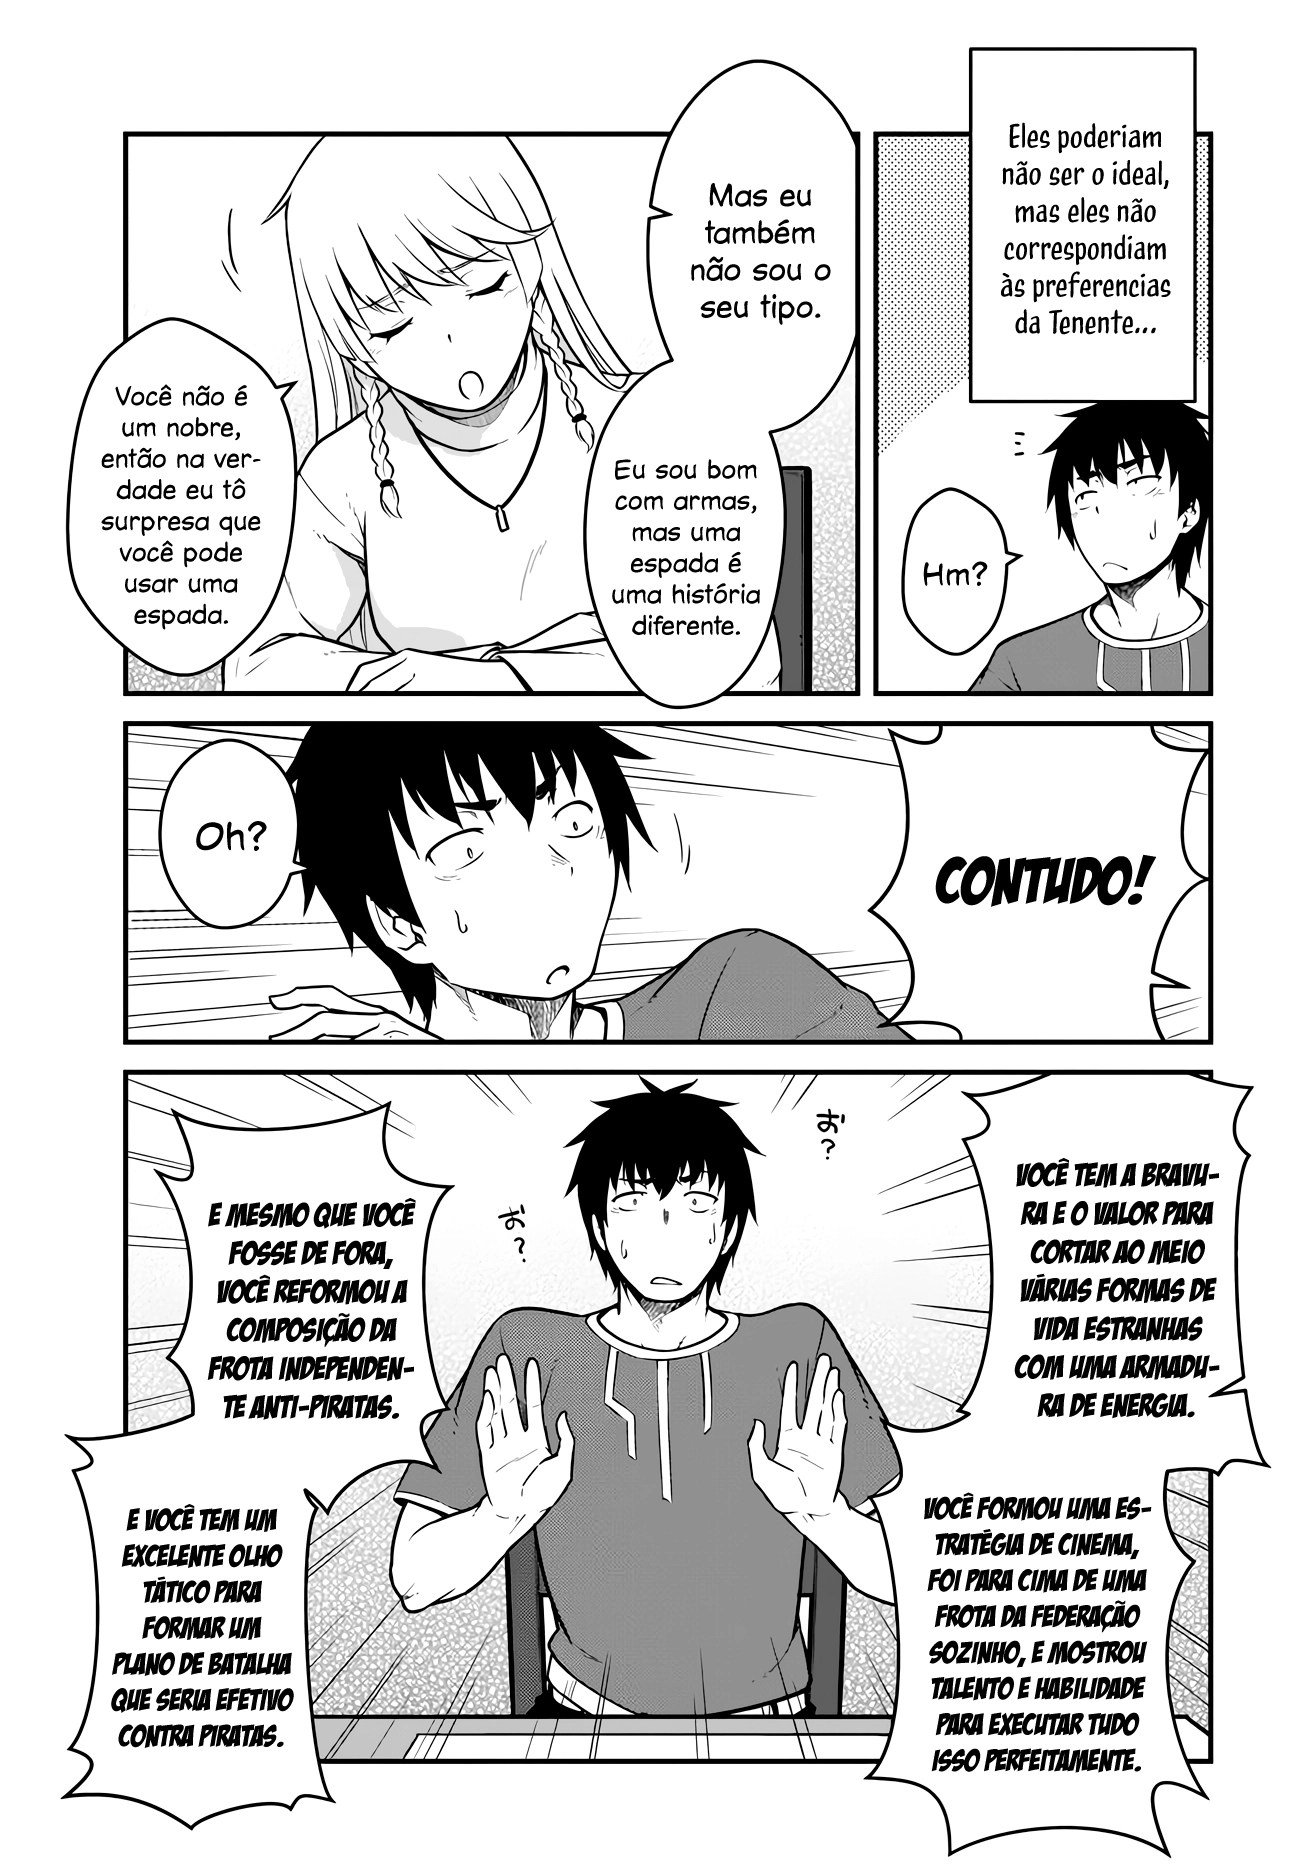 Eles poderiam
não ser o ideal,
mas eles não
correspondiam
às preferencias
da Tenente...
Hm?
Mas eu
também
não sou o
seu tipo.
Eu sou bom
com armas,
mas uma
espada é
uma história
diferente.
Você não é
um nobre,
então na ver-
dade eu tô
surpresa que
você pode
usar uma
espada.
CONTUDO!
Oh?
VOCÊ TEM A BRAVU-
RA E O VALOR PARA
CORTAR AO MEIO
VÁRIAS FORMAS DE
VIDA ESTRANHAS
COM UMA ARMADU-
RA DE ENERGIA.
お?
お?
VOCÊ FORMOU UMA ES-
TRATÉGIA DE CINEMA,
FOI PARA CIMA DE UMA
FROTA DA FEDERAÇÃO
SOZINHO, E MOSTROU
TALENTO E HABILIDADE
PARA EXECUTAR TUDO
ISSO PERFEITAMENTE.
E MESMO QUE VOCÊ
FOSSE DE FORA,
VOCÊ REFORMOU A
COMPOSIÇÃO DA
FROTA INDEPENDEN-
TE ANTI-PIRATAS.
E VOCÊ TEM UM
EXCELENTE OLHO
TÁTICO PARA
FORMAR UM
PLANO DE BATALHA
QUE SERIA EFETIVO
CONTRA PIRATAS.